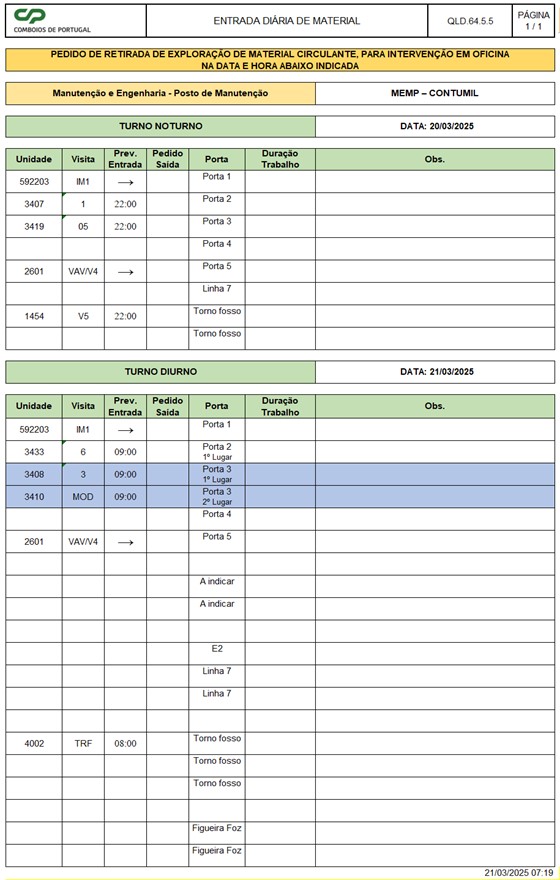 CP
COMBOIOS DE PORTUGAL
ENTRADA DIÁRIA DE MATERIAL
QLD.64.5.5
PÁGINA
1 / 1
PEDIDO DE RETIRADA DE EXPLORAÇÃO DE MATERIAL CIRCULANTE, PARA INTERVENÇÃO EM OFICINA
NA DATA E HORA ABAIXO INDICADA
Manutenção e Engenharia - Posto de Manutenção
MEMP – CONTUMIL
TURNO NOTURNO
DATA: 20/03/2025
Unidade Visita Prev. Entrada Pedido Saída Porta Duração Trabalho Obs.
592203 IM1 → Porta 1
3407 1 22:00 Porta 2
3419 05 22:00 Porta 3
Porta 4
2601 VAV/V4 → Porta 5
Linha 7
1454 V5 22:00 Torno fosso
Torno fosso
TURNO DIURNO
DATA: 21/03/2025
Unidade Visita Prev. Entrada Pedido Saída Porta Duração Trabalho Obs.
592203 IM1 → Porta 1
3433 6 09:00 Porta 2 1º Lugar
3408 3 09:00 Porta 3 1º Lugar
3410 MOD 09:00 Porta 3 2º Lugar
Porta 4
2601 VAV/V4 → Porta 5
A indicar
A indicar
E2
Linha 7
Linha 7
4002 TRF 08:00 Torno fosso
Torno fosso
Torno fosso
Figueira Foz
Figueira Foz
21/03/2025 07:19